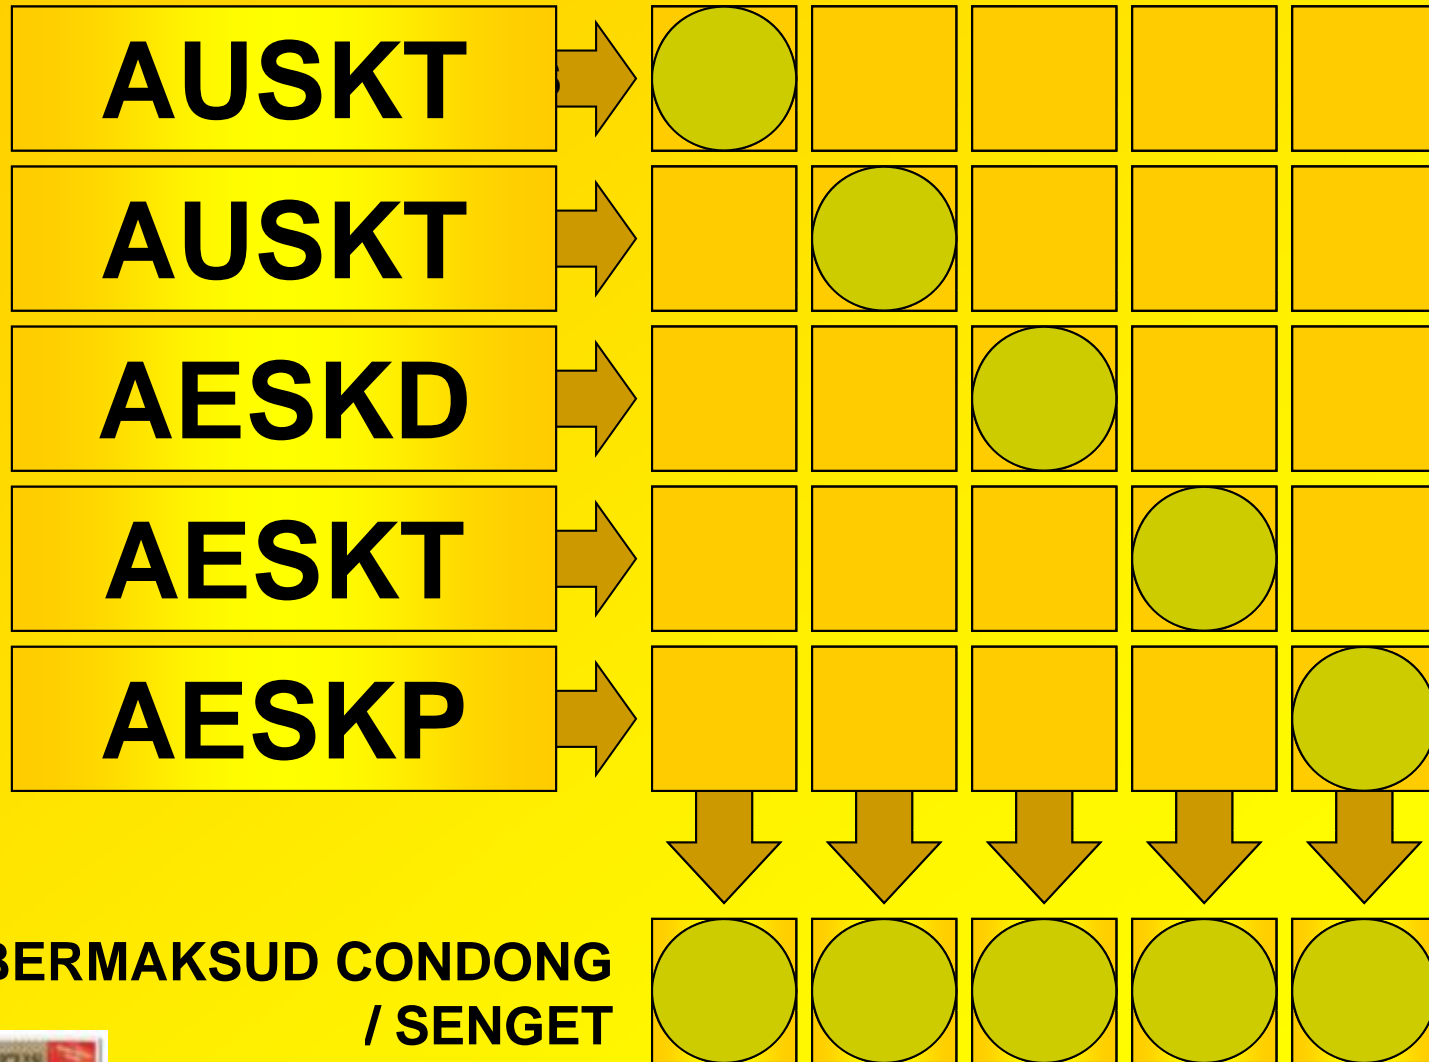 AUSKT
AUSKT
AESKD
AESKT
AESKP
BERMAKSUD CONDONG
/ SENGET